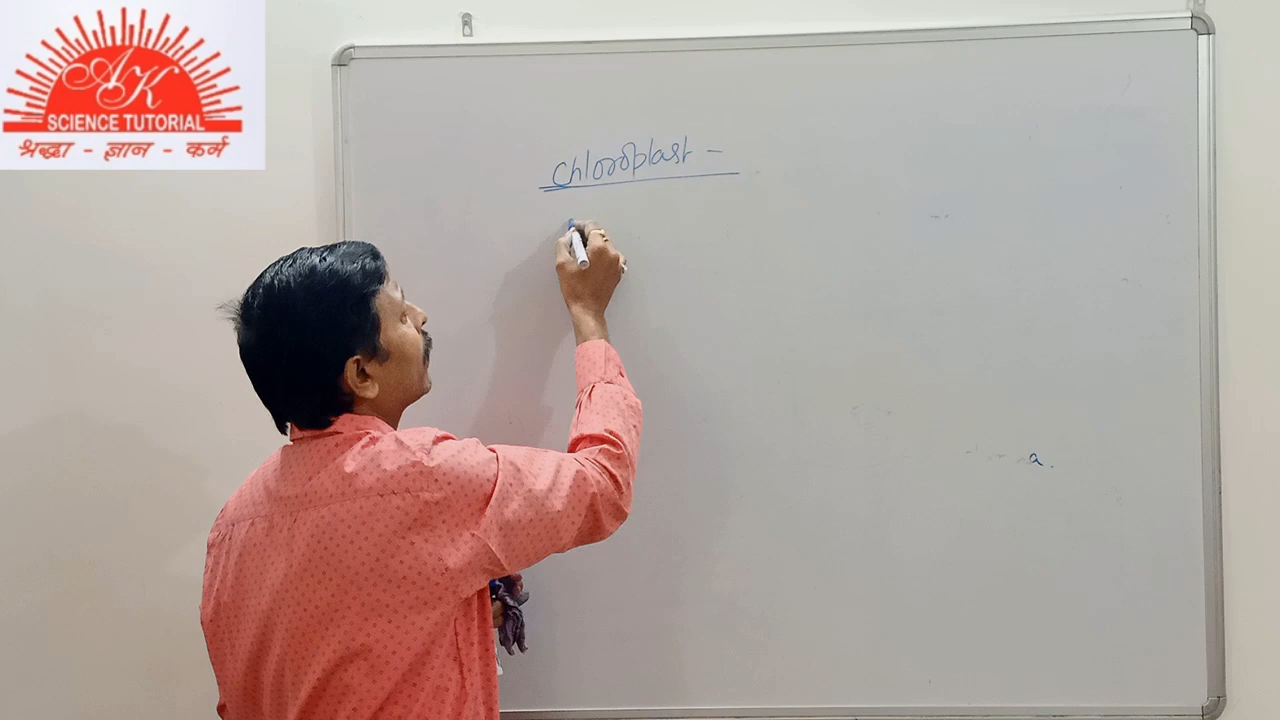 AK
SCIENCE TUTORIAL
श्रद्धा - ज्ञान - कर्म
Chloroplast -
a.